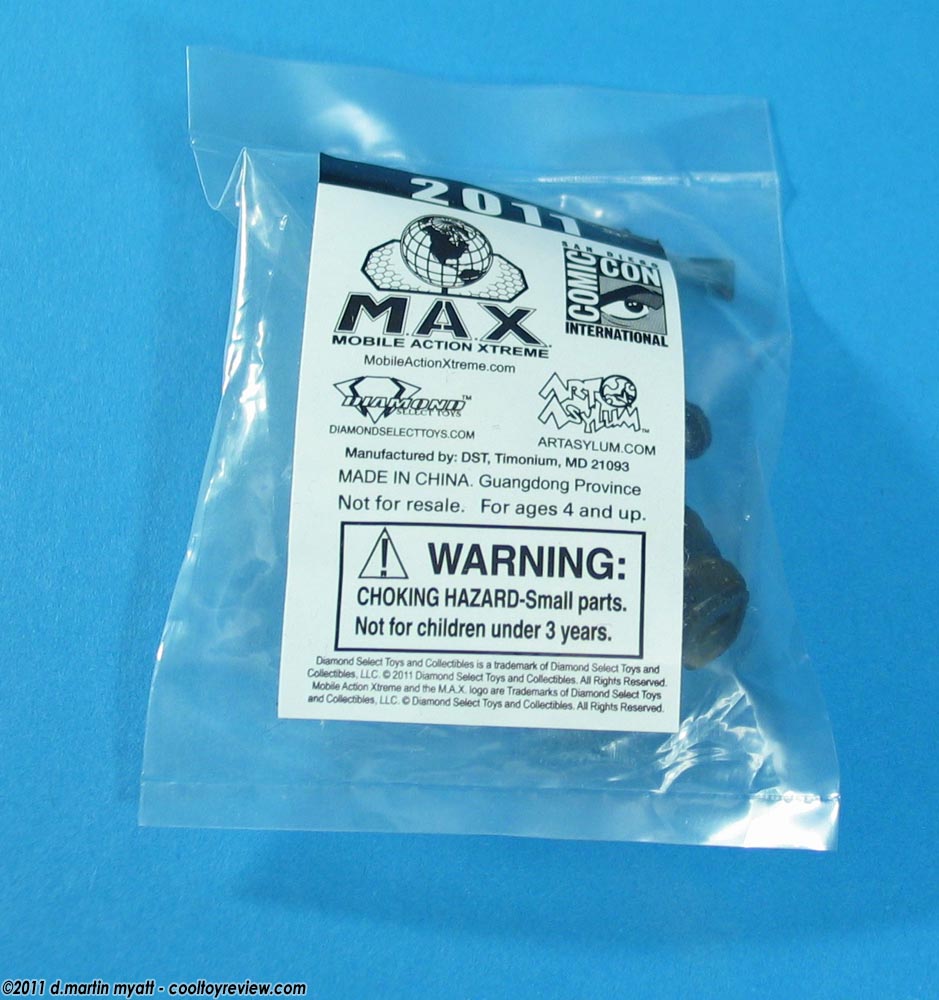 2011
M.A.X.
MOBILE ACTION XTREME™
MobileActionXtreme.com
SAN DIEGO
COMIC CON
INTERNATIONAL
DIAMOND™
SELECT TOYS
DIAMONDSELECTTOYS.COM
ART ASYLUM™
ARTASYLUM.COM
Manufactured by: DST, Timonium, MD 21093
MADE IN CHINA. Guangdong Province
Not for resale. For ages 4 and up.
! WARNING:
CHOKING HAZARD-Small parts.
Not for children under 3 years.
Diamond Select Toys and Collectibles is a trademark of Diamond Select Toys and
Collectibles, LLC. © 2011 Diamond Select Toys and Collectibles. All Rights Reserved.
Mobile Action Xtreme and the M.A.X. logo are Trademarks of Diamond Select Toys
and Collectibles, LLC. © Diamond Select Toys and Collectibles. All Rights Reserved.
©2011 d.martin myatt - cooltoyreview.com